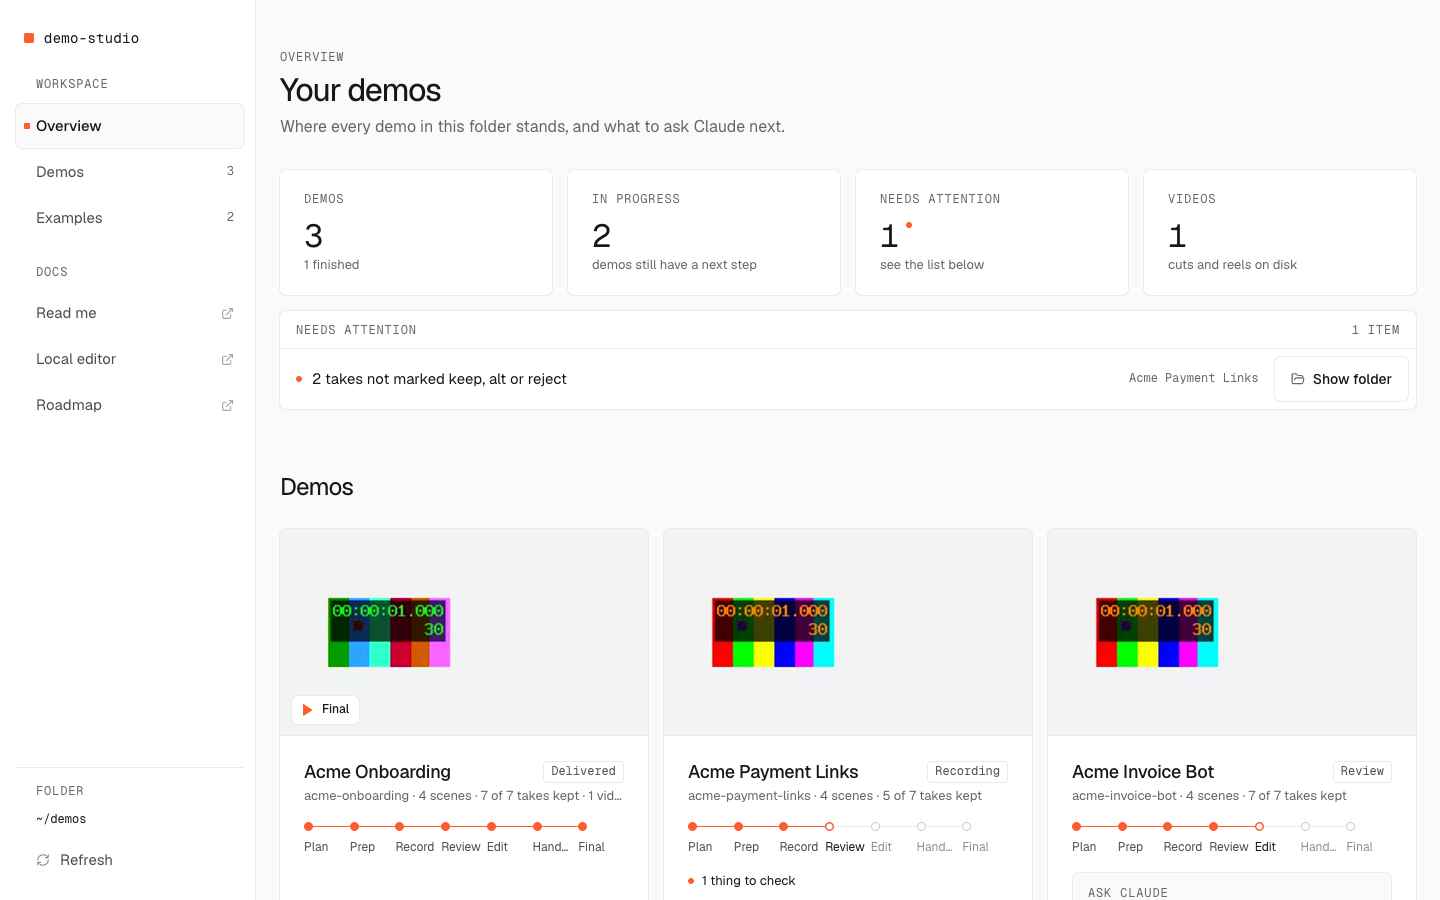 demo-studio
WORKSPACE
Overview
Demos 3
Examples 2
DOCS
Read me
Local editor
Roadmap
FOLDER
~/demos
Refresh
OVERVIEW
Your demos
Where every demo in this folder stands, and what to ask Claude next.
DEMOS
3
1 finished
IN PROGRESS
2
demos still have a next step
NEEDS ATTENTION
1
see the list below
VIDEOS
1
cuts and reels on disk
NEEDS ATTENTION 1 ITEM
2 takes not marked keep, alt or reject Acme Payment Links Show folder
Demos
00:00:01.000
30
Final
Acme Onboarding Delivered
acme-onboarding · 4 scenes · 7 of 7 takes kept · 1 vid…
Plan Prep Record Review Edit Hand… Final
00:00:01.000
30
Acme Payment Links Recording
acme-payment-links · 4 scenes · 5 of 7 takes kept
Plan Prep Record Review Edit Hand… Final
1 thing to check
00:00:01.000
30
Acme Invoice Bot Review
acme-invoice-bot · 4 scenes · 7 of 7 takes kept
Plan Prep Record Review Edit Hand… Final
ASK CLAUDE